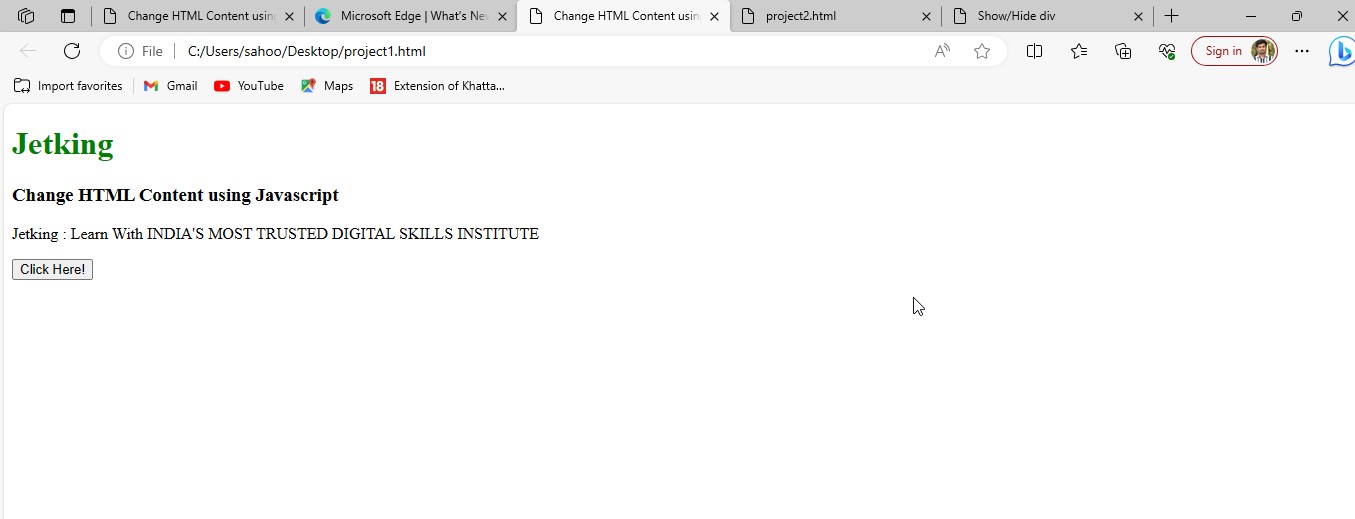 Change HTML Content usin
Microsoft Edge | What's Ne
Change HTML Content usin
project2.html
Show/Hide div
File
C:/Users/sahoo/Desktop/project1.html
Sign in
Import favorites
Gmail
YouTube
Maps
18
Extension of Khatta...
Jetking
Change HTML Content using Javascript
Jetking : Learn With INDIA'S MOST TRUSTED DIGITAL SKILLS INSTITUTE
Click Here!